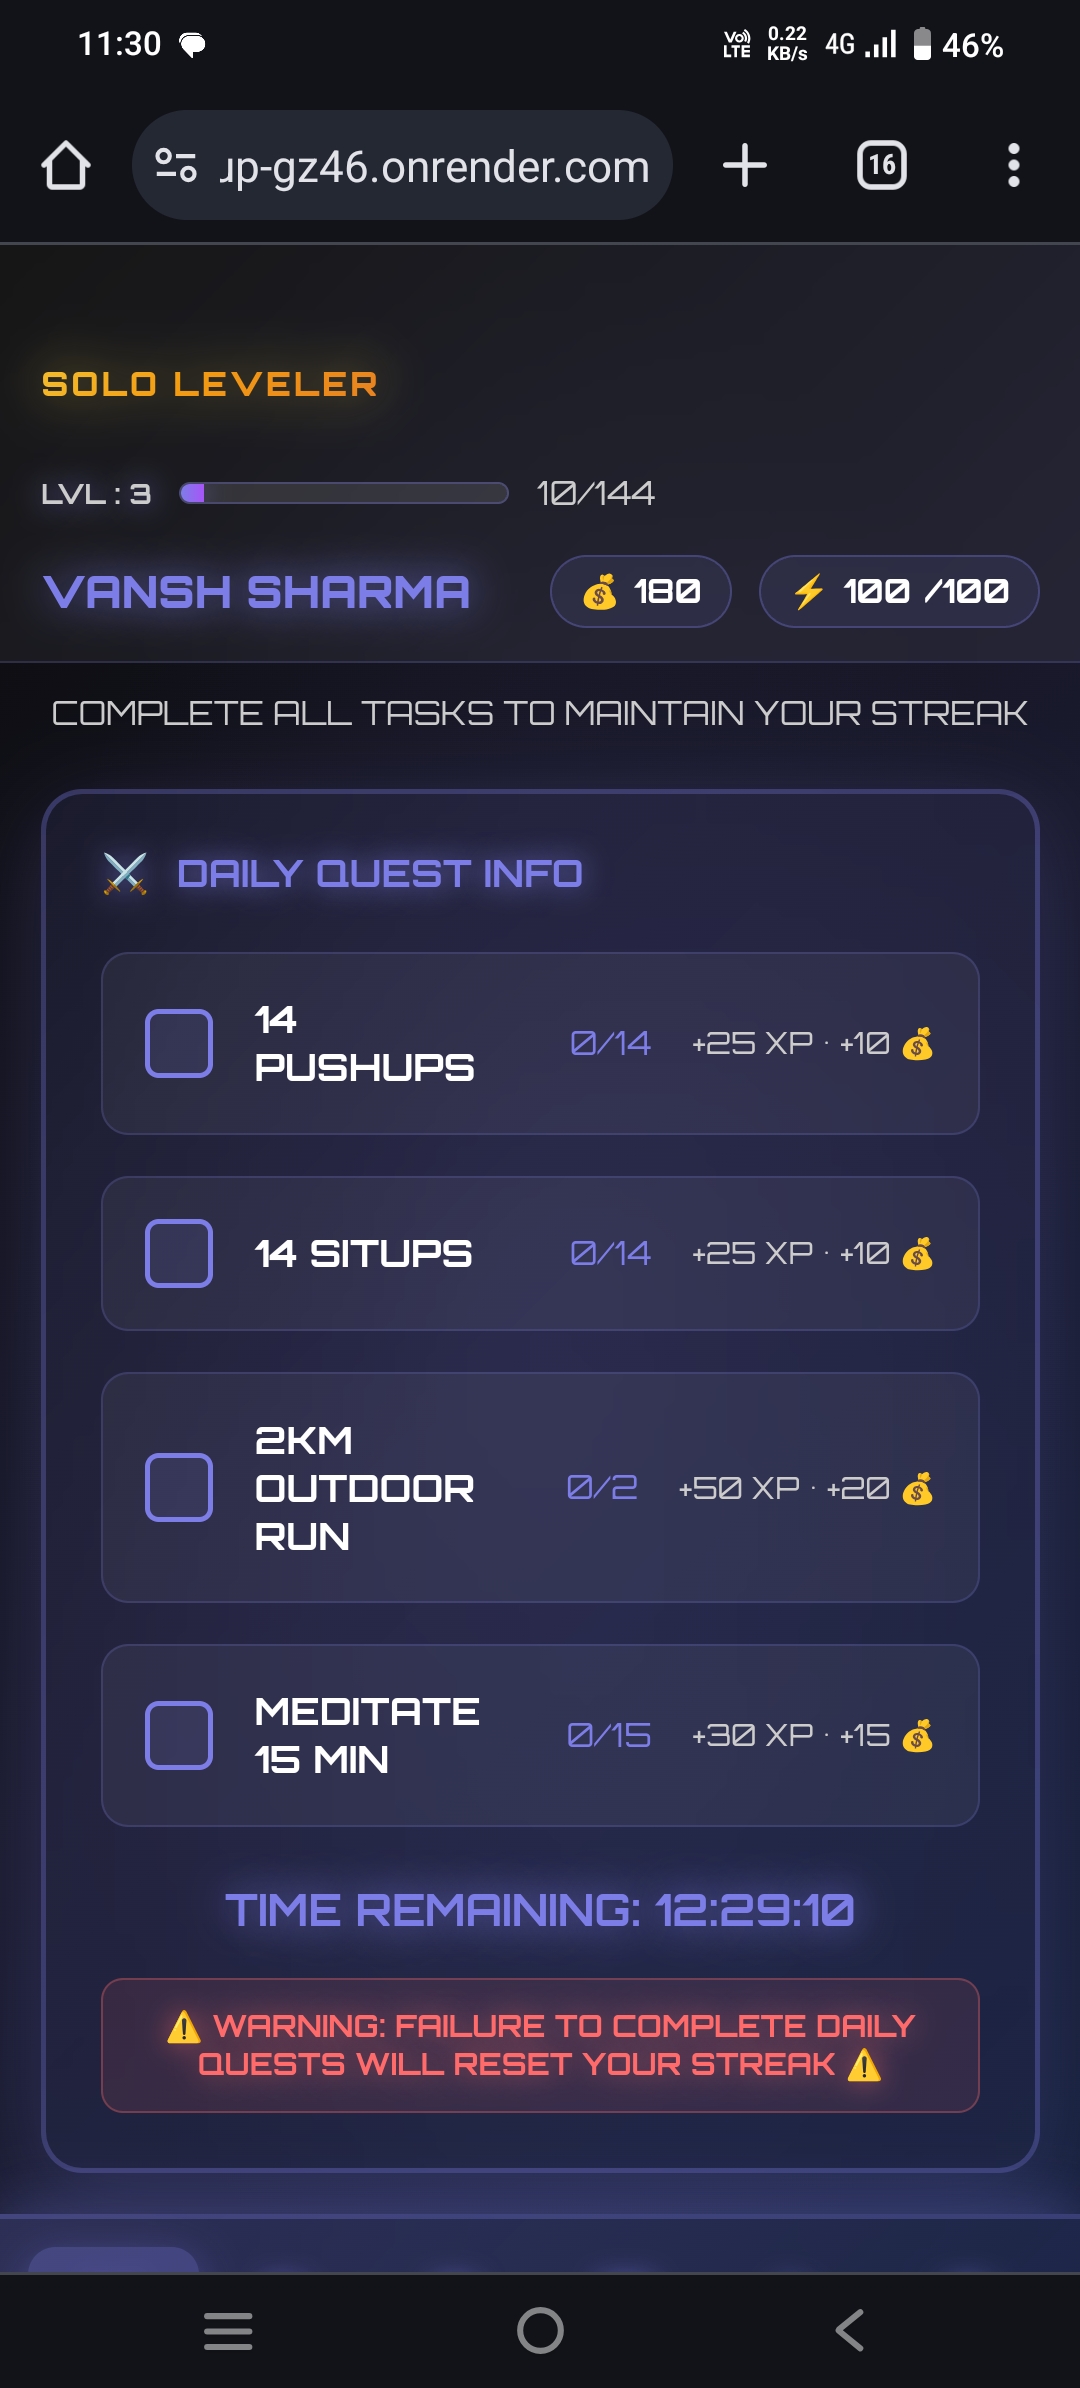 11:30
Vo)) LTE 0.22 KB/s 4G 46%
up-gz46.onrender.com
16
SOLO LEVELER
LVL : 3 10/144
VANSH SHARMA 💰 180 ⚡ 100 /100
COMPLETE ALL TASKS TO MAINTAIN YOUR STREAK
⚔️ DAILY QUEST INFO
14
PUSHUPS
0/14 +25 XP · +10 💰
14 SITUPS 0/14 +25 XP · +10 💰
2KM
OUTDOOR
RUN
0/2 +50 XP · +20 💰
MEDITATE
15 MIN
0/15 +30 XP · +15 💰
TIME REMAINING: 12:29:10
⚠️ WARNING: FAILURE TO COMPLETE DAILY
QUESTS WILL RESET YOUR STREAK ⚠️